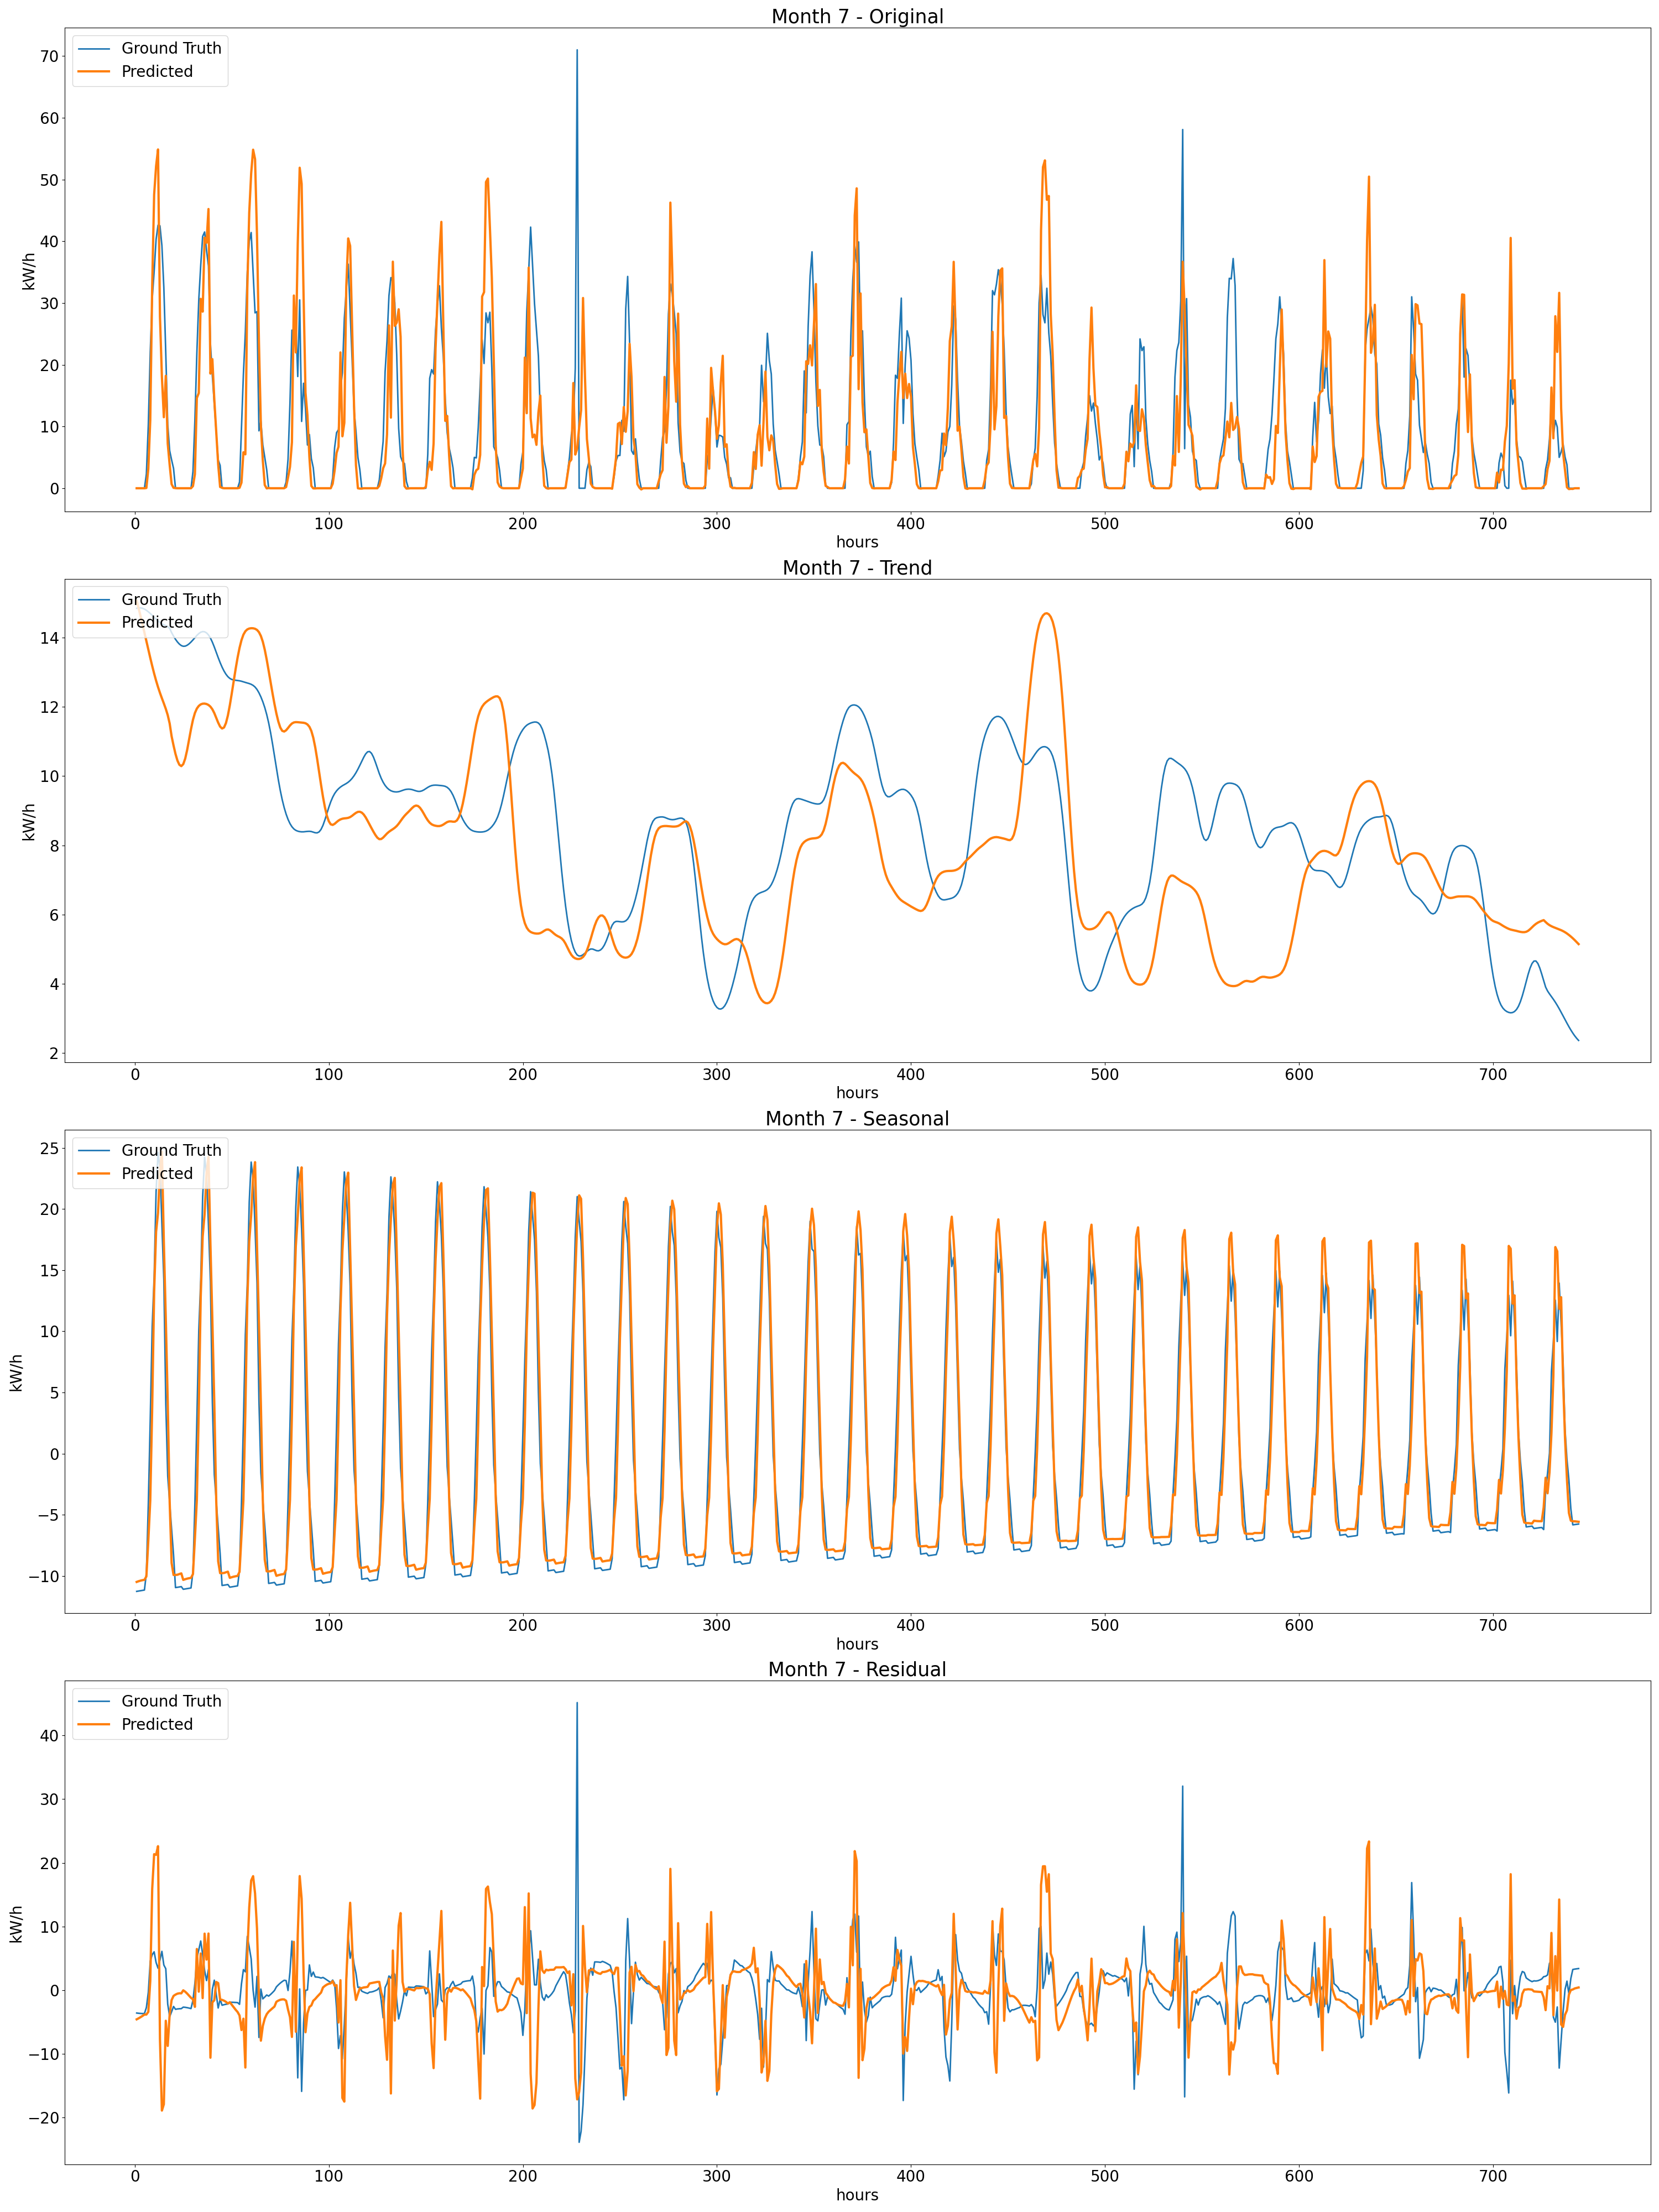 Month 7 - Original
Ground Truth
Predicted
70
60
50
40
30
20
10
0
kW/h
0 100 200 300 400 500 600 700
hours
Month 7 - Trend
Ground Truth
Predicted
14
12
10
8
6
4
2
kW/h
0 100 200 300 400 500 600 700
hours
Month 7 - Seasonal
Ground Truth
Predicted
25
20
15
10
5
0
−5
−10
kW/h
0 100 200 300 400 500 600 700
hours
Month 7 - Residual
Ground Truth
Predicted
40
30
20
10
0
−10
−20
kW/h
0 100 200 300 400 500 600 700
hours